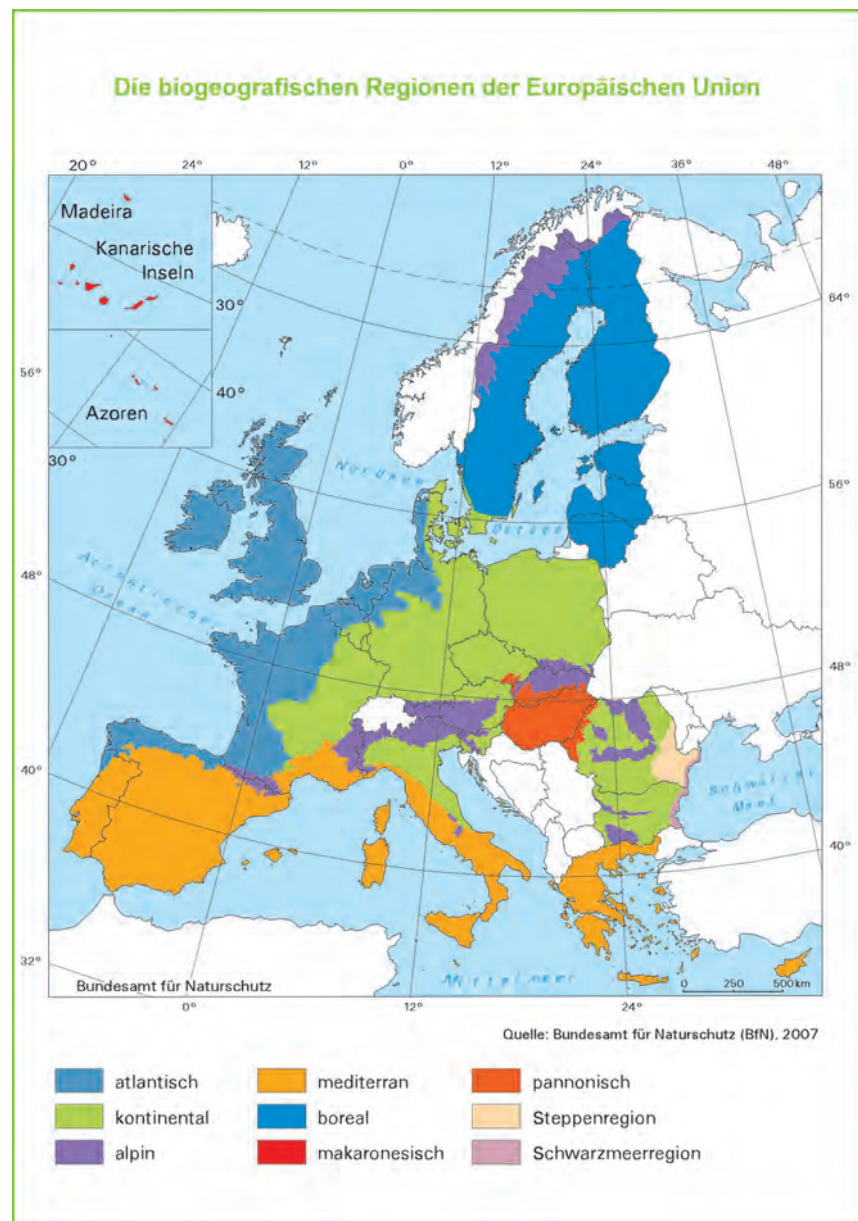 Die biogeografischen Regionen der Europäischen Union
20° 24° 12° 0° 12° 24° 36° 48°
Madeira
Kanarische
Inseln
30°
64°
56°
40°
Azoren
30°
Nordsee
56°
Ostsee
48°
Atlantischer
Ozean
48°
40°
Schwarzes
Meer
40°
32°
Bundesamt für Naturschutz
Mittelmeer
0 250 500 km
0° 12° 24°
Quelle: Bundesamt für Naturschutz (BfN), 2007
atlantisch mediterran pannonisch
kontinental boreal Steppenregion
alpin makaronesisch Schwarzmeerregion